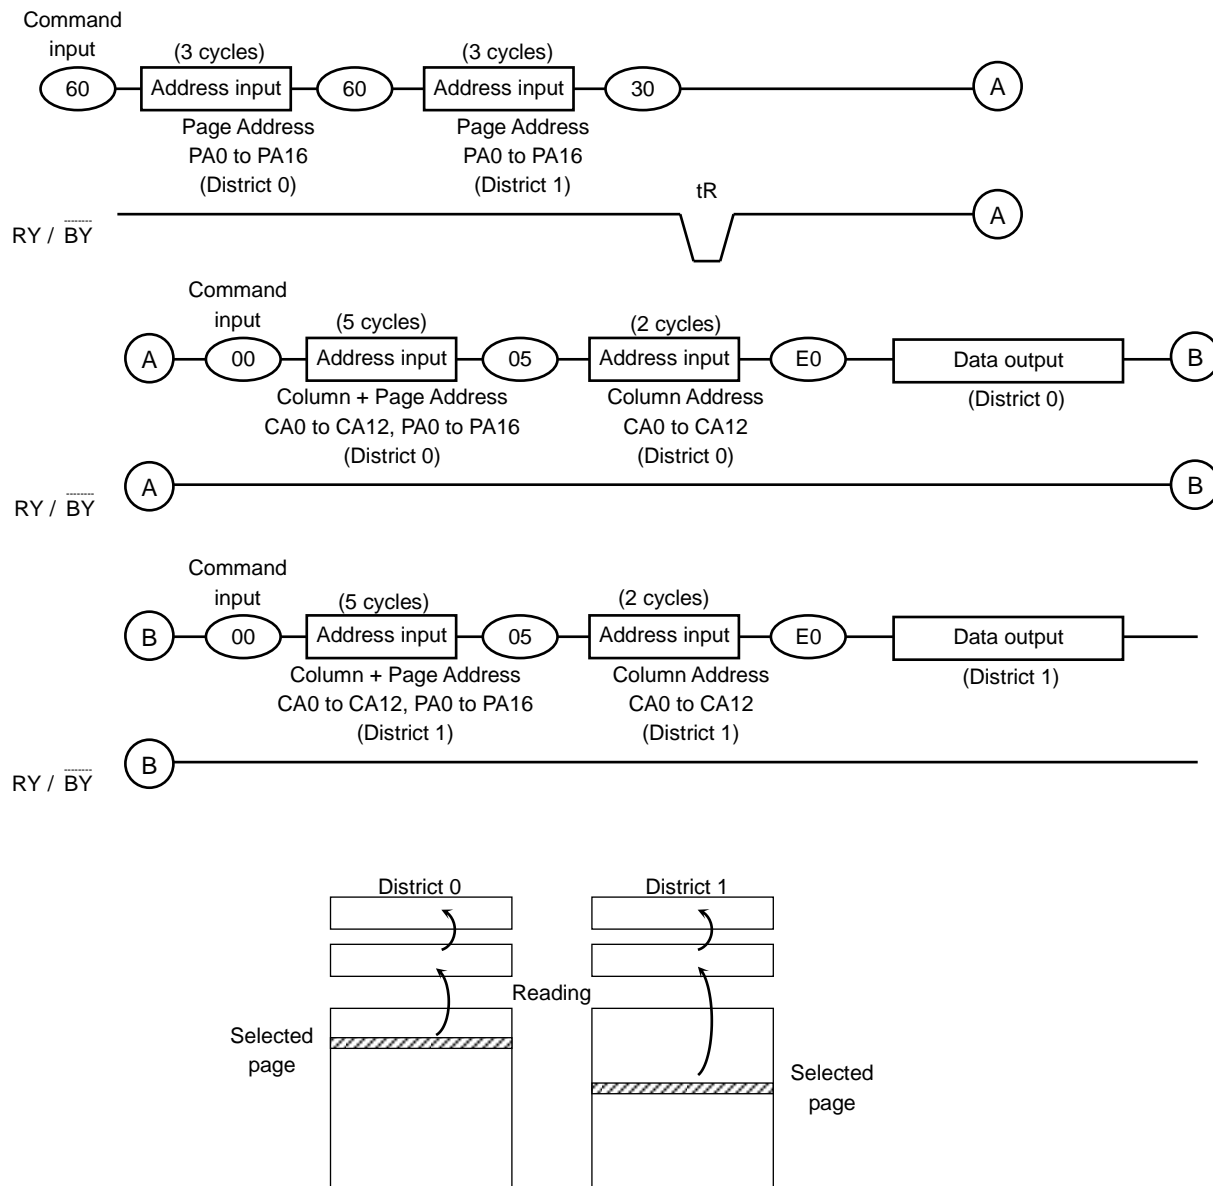 Command
input
(3 cycles)
(3 cycles)
60
Address input
60
Address input
30
A
Page Address
PA0 to PA16
(District 0)
Page Address
PA0 to PA16
(District 1)
tR
A
RY / BY
Command
input
(5 cycles)
(2 cycles)
A
00
Address input
05
Address input
E0
Data output
B
Column + Page Address
CA0 to CA12, PA0 to PA16
(District 0)
Column Address
CA0 to CA12
(District 0)
(District 0)
A
B
RY / BY
Command
input
(5 cycles)
(2 cycles)
B
00
Address input
05
Address input
E0
Data output
Column + Page Address
CA0 to CA12, PA0 to PA16
(District 1)
Column Address
CA0 to CA12
(District 1)
(District 1)
B
RY / BY
District 0
District 1
Reading
Selected
page
Selected
page